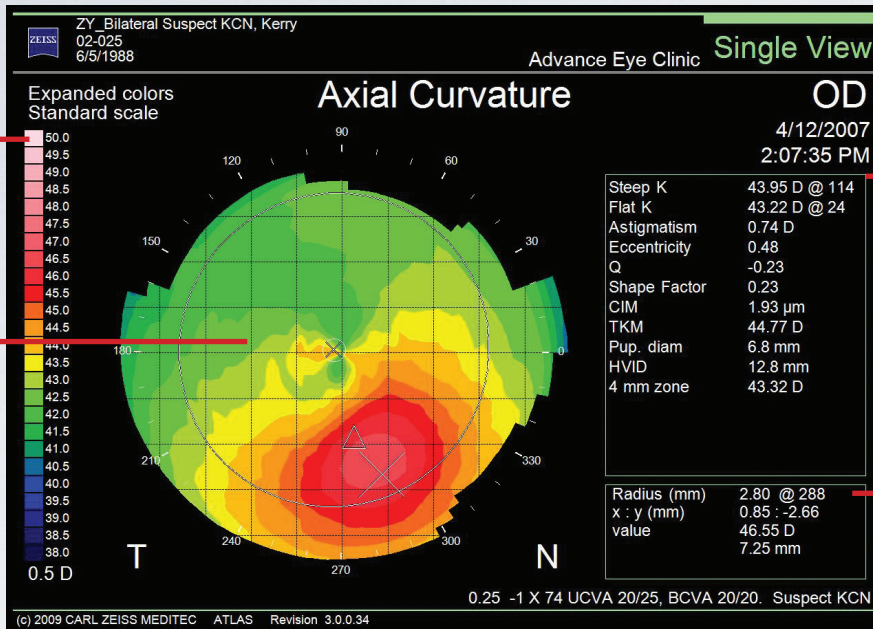 ZEISS
ZY_Bilateral Suspect KCN, Kerry
02-025
6/5/1988
Advance Eye Clinic
Single View
Expanded colors
Standard scale
Axial Curvature
OD
4/12/2007
2:07:35 PM
50.0
49.5
49.0
48.5
48.0
47.5
47.0
46.5
46.0
45.5
45.0
44.5
44.0
43.5
43.0
42.5
42.0
41.5
41.0
40.5
40.0
39.5
39.0
38.5
38.0
0.5 D
90
120
60
150
30
180
0
210
330
240
300
270
T
N
Steep K 43.95 D @ 114
Flat K 43.22 D @ 24
Astigmatism 0.74 D
Eccentricity 0.48
Q -0.23
Shape Factor 0.23
CIM 1.93 µm
TKM 44.77 D
Pup. diam 6.8 mm
HVID 12.8 mm
4 mm zone 43.32 D
Radius (mm) 2.80 @ 288
x : y (mm) 0.85 : -2.66
value 46.55 D
7.25 mm
0.25 -1 X 74 UCVA 20/25, BCVA 20/20. Suspect KCN
(c) 2009 CARL ZEISS MEDITEC ATLAS Revision 3.0.0.34